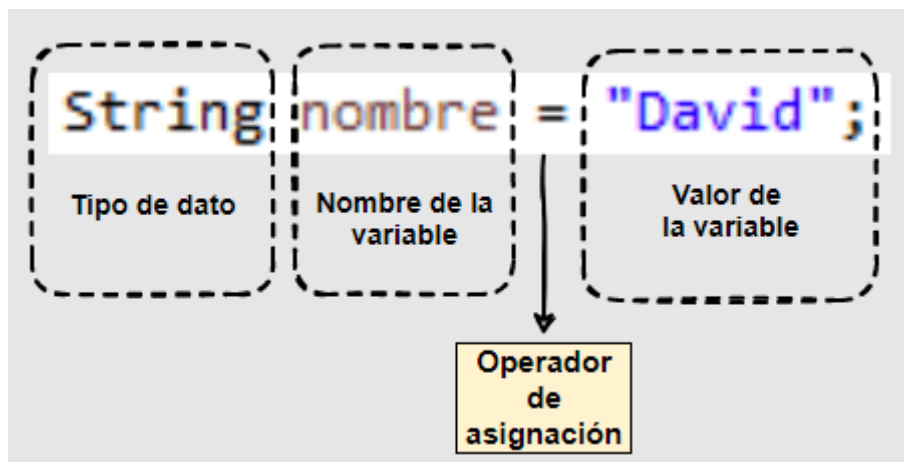 String nombre = "David";
Tipo de dato
Nombre de la
variable
Valor de
la variable
Operador
de
asignación